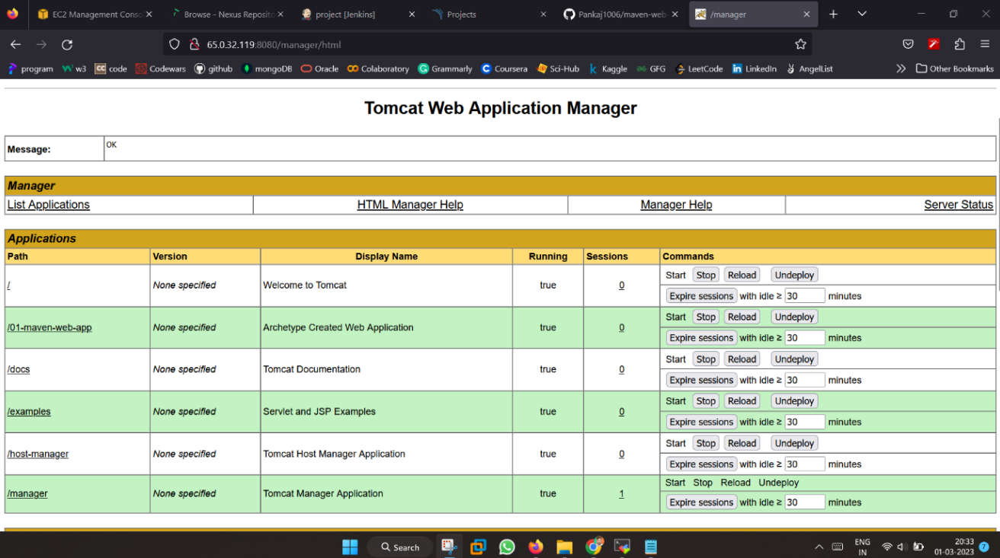 EC2 Management Conso
Browse - Nexus Reposito
project [Jenkins]
Projects
Pankaj1006/maven-web-
/manager
65.0.32.119:8080/manager/html
program w3 code Codewars github mongoDB Oracle Colaboratory Grammarly Coursera Sci-Hub Kaggle GFG LeetCode LinkedIn AngelList Other Bookmarks
Tomcat Web Application Manager
Message: OK
Manager
List Applications HTML Manager Help Manager Help Server Status
Applications
Path Version Display Name Running Sessions Commands
/ None specified Welcome to Tomcat true 0
Start Stop Reload Undeploy
Expire sessions with idle ≥ 30 minutes
/01-maven-web-app None specified Archetype Created Web Application true 0
Start Stop Reload Undeploy
Expire sessions with idle ≥ 30 minutes
/docs None specified Tomcat Documentation true 0
Start Stop Reload Undeploy
Expire sessions with idle ≥ 30 minutes
/examples None specified Servlet and JSP Examples true 0
Start Stop Reload Undeploy
Expire sessions with idle ≥ 30 minutes
/host-manager None specified Tomcat Host Manager Application true 0
Start Stop Reload Undeploy
Expire sessions with idle ≥ 30 minutes
/manager None specified Tomcat Manager Application true 1
Start Stop Reload Undeploy
Expire sessions with idle ≥ 30 minutes
Search
ENG
IN
20:33
01-03-2023
7